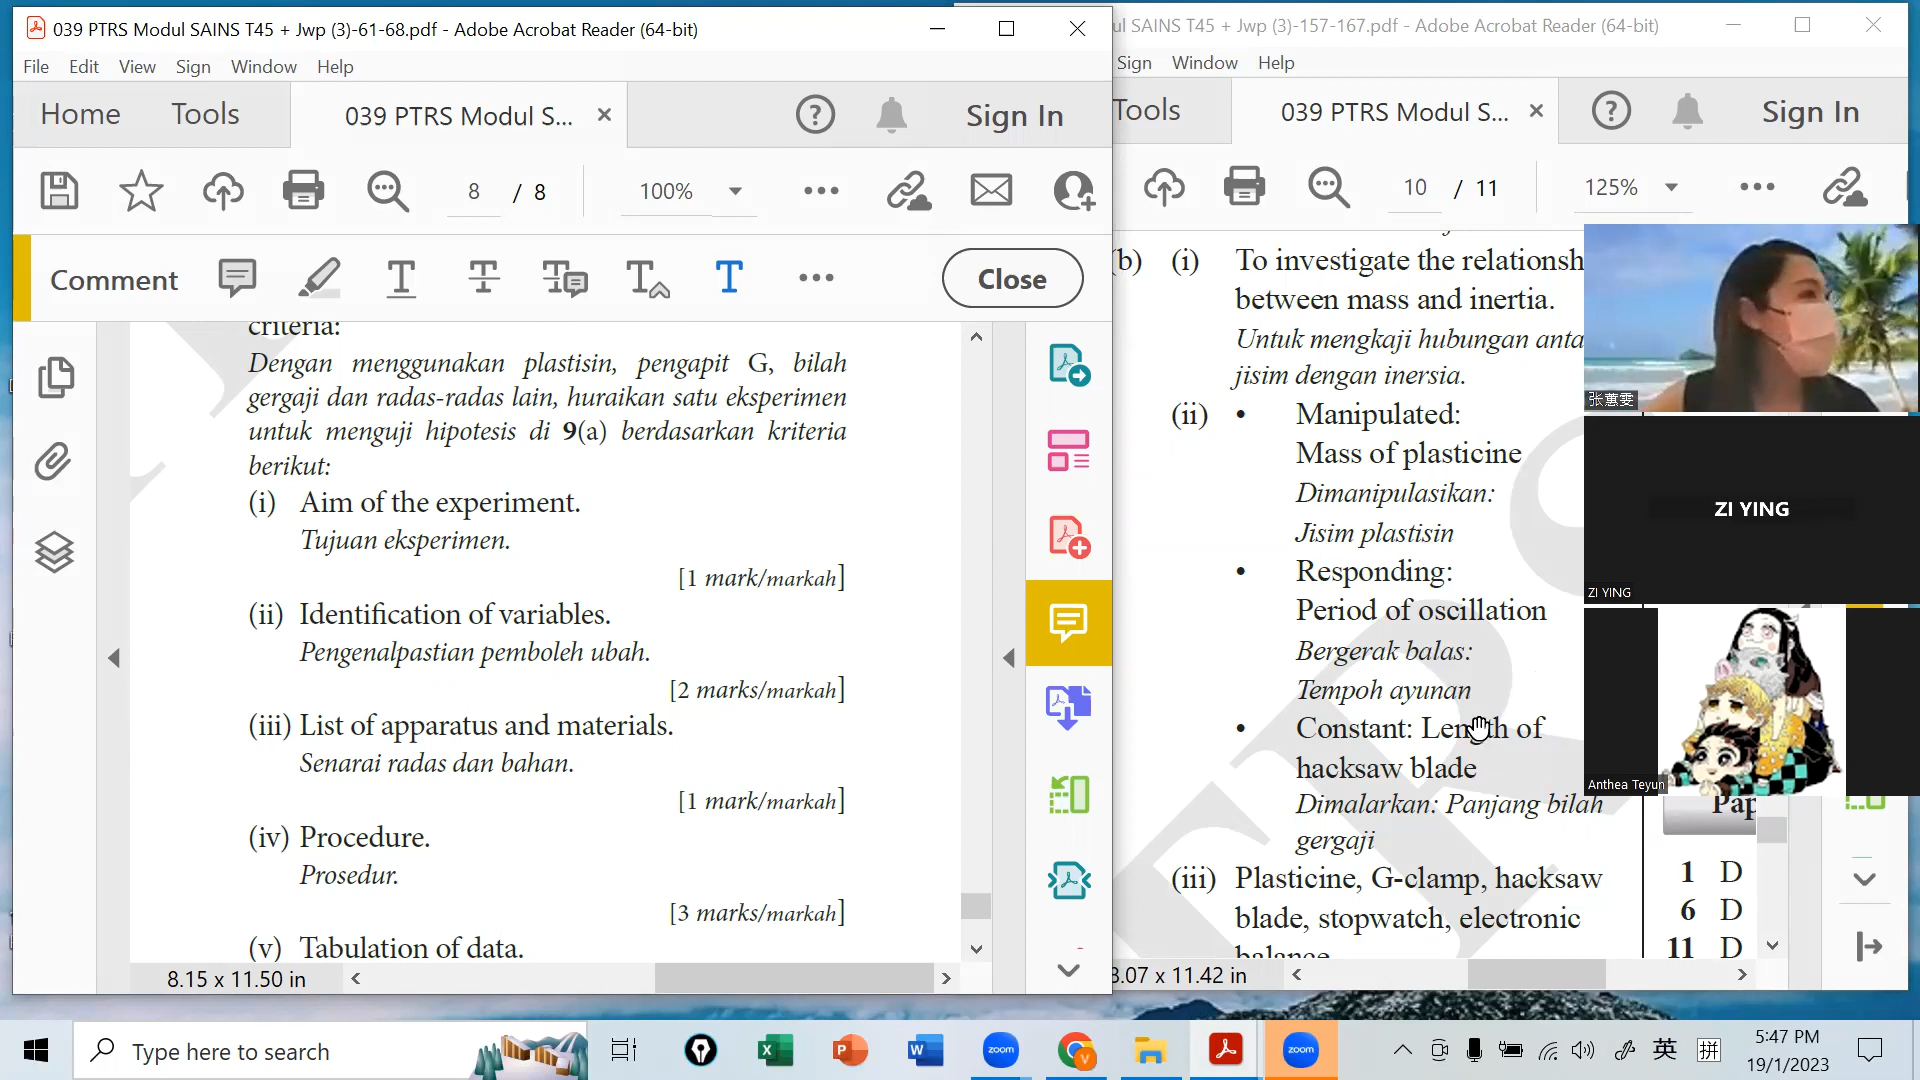 039 PTRS Modul SAINS T45 + Jwp (3)-61-68.pdf - Adobe Acrobat Reader (64-bit)
File Edit View Sign Window Help
Home Tools 039 PTRS Modul S... × Sign In
8 / 8 100%
Comment Close
criteria:
Dengan menggunakan plastisin, pengapit G, bilah
gergaji dan radas-radas lain, huraikan satu eksperimen
untuk menguji hipotesis di 9(a) berdasarkan kriteria
berikut:
(i) Aim of the experiment.
Tujuan eksperimen.
[1 mark/markah]
(ii) Identification of variables.
Pengenalpastian pemboleh ubah.
[2 marks/markah]
(iii) List of apparatus and materials.
Senarai radas dan bahan.
[1 mark/markah]
(iv) Procedure.
Prosedur.
[3 marks/markah]
(v) Tabulation of data.
8.15 x 11.50 in
SAINS T45 + Jwp (3)-157-167.pdf - Adobe Acrobat Reader (64-bit)
Sign Window Help
Tools 039 PTRS Modul S... × Sign In
10 / 11 125%
(b) (i) To investigate the relationsh
between mass and inertia.
Untuk mengkaji hubungan anta
jisim dengan inersia.
(ii) • Manipulated:
Mass of plasticine
Dimanipulasikan:
Jisim plastisin
• Responding:
Period of oscillation
Bergerak balas:
Tempoh ayunan
• Constant: Length of
hacksaw blade
Dimalarkan: Panjang bilah
gergaji
(iii) Plasticine, G-clamp, hacksaw
blade, stopwatch, electronic
balance
3.07 x 11.42 in
张蕙雯
ZI YING
ZI YING
Anthea Teyun
Pap
1 D
6 D
11 D
Type here to search
zoom
zoom
英
拼
5:47 PM
19/1/2023